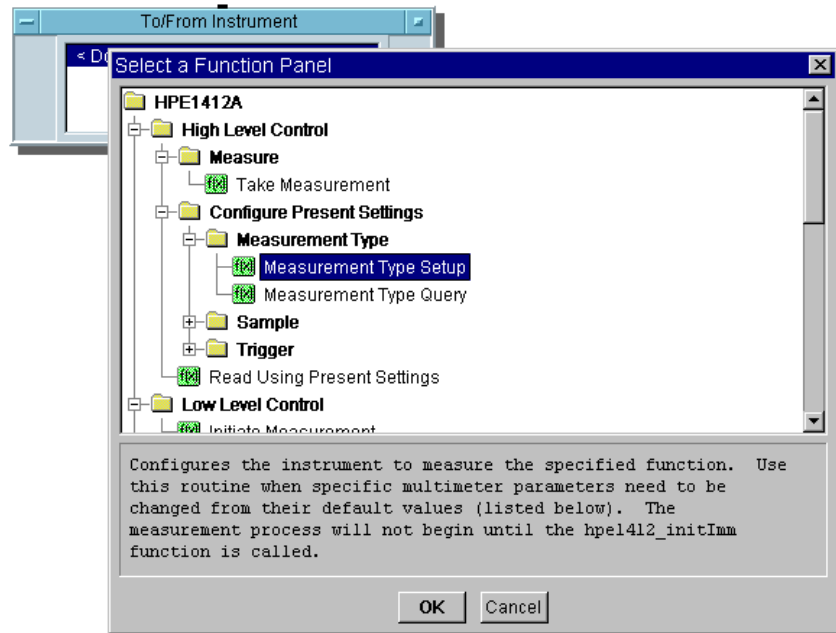 To/From Instrument
< Do
Select a Function Panel
HPE1412A
High Level Control
Measure
f(x) Take Measurement
Configure Present Settings
Measurement Type
f(x) Measurement Type Setup
f(x) Measurement Type Query
Sample
Trigger
f(x) Read Using Present Settings
Low Level Control
f(x) Initiate Measurement
Configures the instrument to measure the specified function. Use
this routine when specific multimeter parameters need to be
changed from their default values (listed below). The
measurement process will not begin until the hpe1412_initImm
function is called.
OK
Cancel